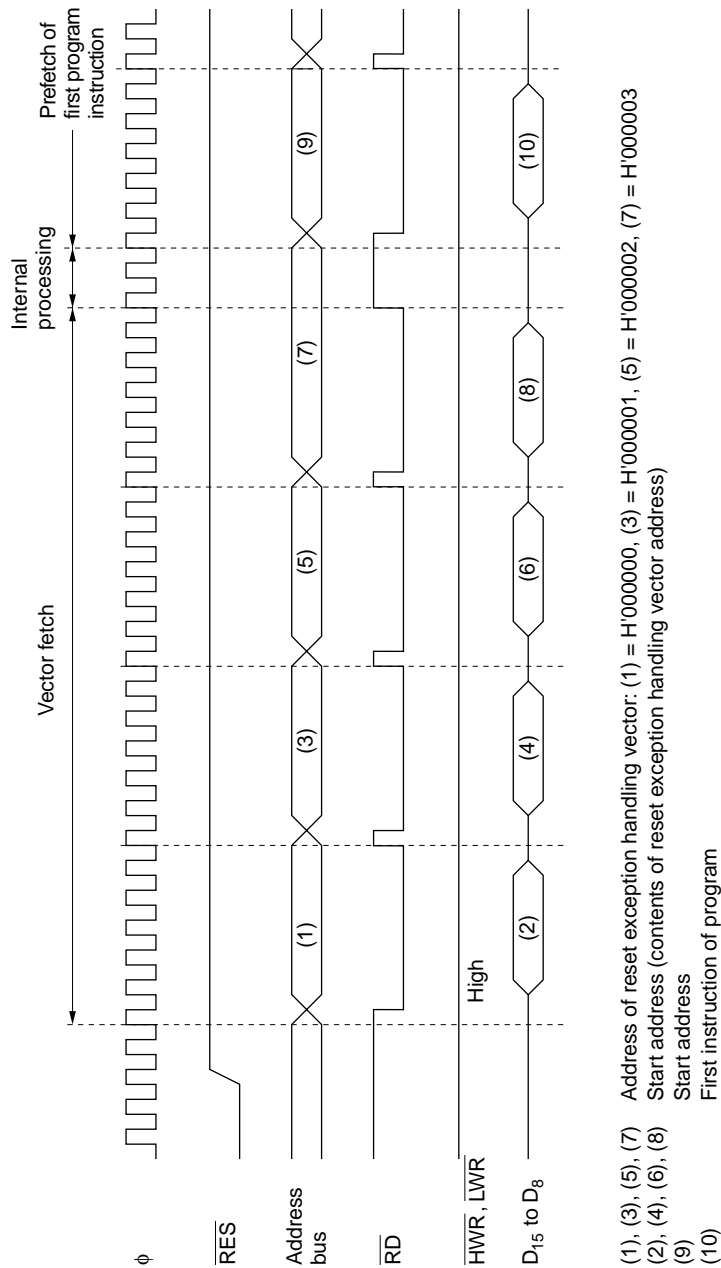 Vector fetch
Internal
processing
Prefetch of
first program
instruction
φ
RES
Address
bus
(1)
(3)
(5)
(7)
(9)
RD
HWR, LWR
High
D15 to D8
(2)
(4)
(6)
(8)
(10)
(1), (3), (5), (7) Address of reset exception handling vector: (1) = H'000000, (3) = H'000001, (5) = H'000002, (7) = H'000003
(2), (4), (6), (8) Start address (contents of reset exception handling vector address)
(9) Start address
(10) First instruction of program